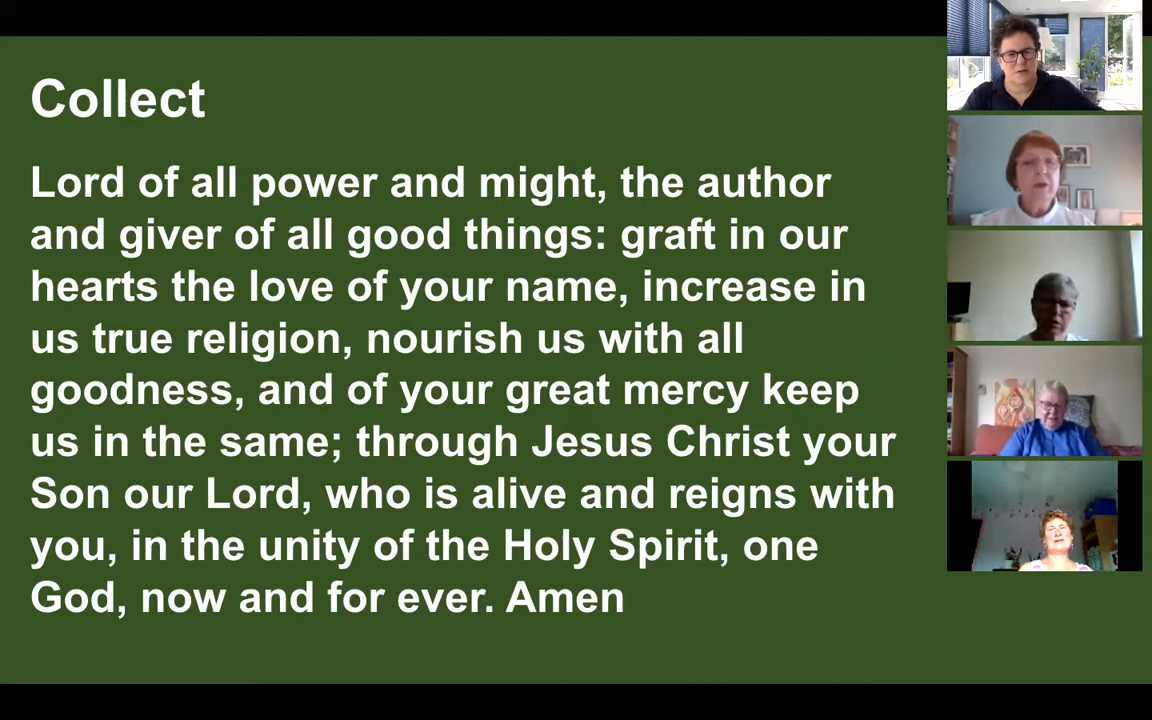 Collect
Lord of all power and might, the author
and giver of all good things: graft in our
hearts the love of your name, increase in
us true religion, nourish us with all
goodness, and of your great mercy keep
us in the same; through Jesus Christ your
Son our Lord, who is alive and reigns with
you, in the unity of the Holy Spirit, one
God, now and for ever. Amen